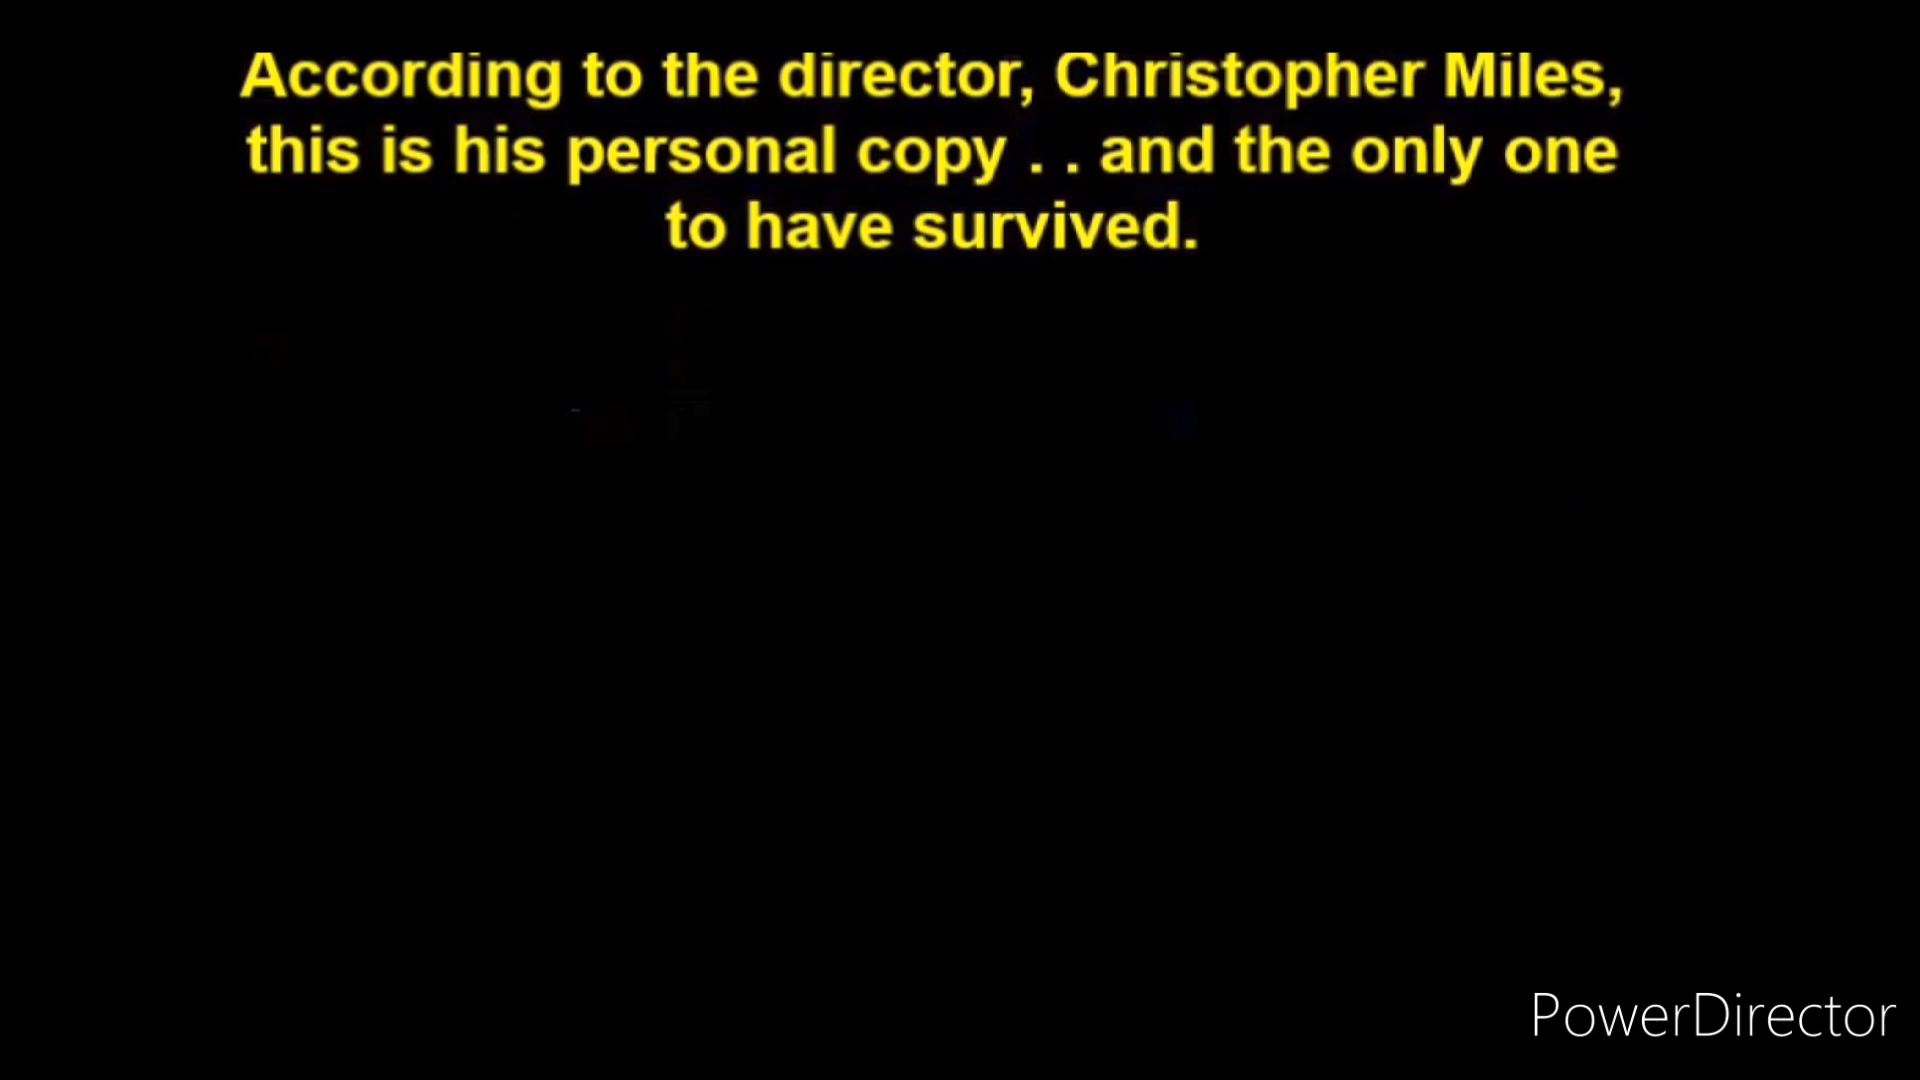 According to the director, Christopher Miles,
this is his personal copy . . and the only one
to have survived.
PowerDirector